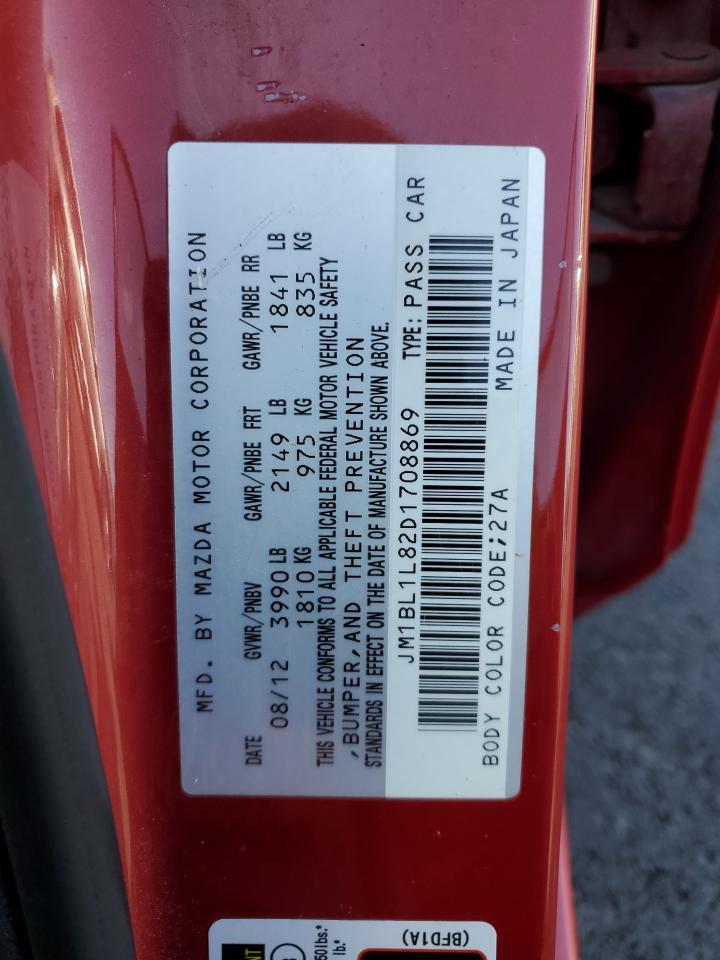 MFD. BY MAZDA MOTOR CORPORATION
DATE GVWR/PNBV GAWR/PNBE FRT GAWR/PNBE RR
08/12 3990 LB 2149 LB 1841 LB
1810 KG 975 KG 835 KG
THIS VEHICLE CONFORMS TO ALL APPLICABLE FEDERAL MOTOR VEHICLE SAFETY
,BUMPER,AND THEFT PREVENTION
STANDARDS IN EFFECT ON THE DATE OF MANUFACTURE SHOWN ABOVE.
JM1BL1L82D1708869 TYPE: PASS CAR
BODY COLOR CODE;27A MADE IN JAPAN
(BFD1A)
lb.*